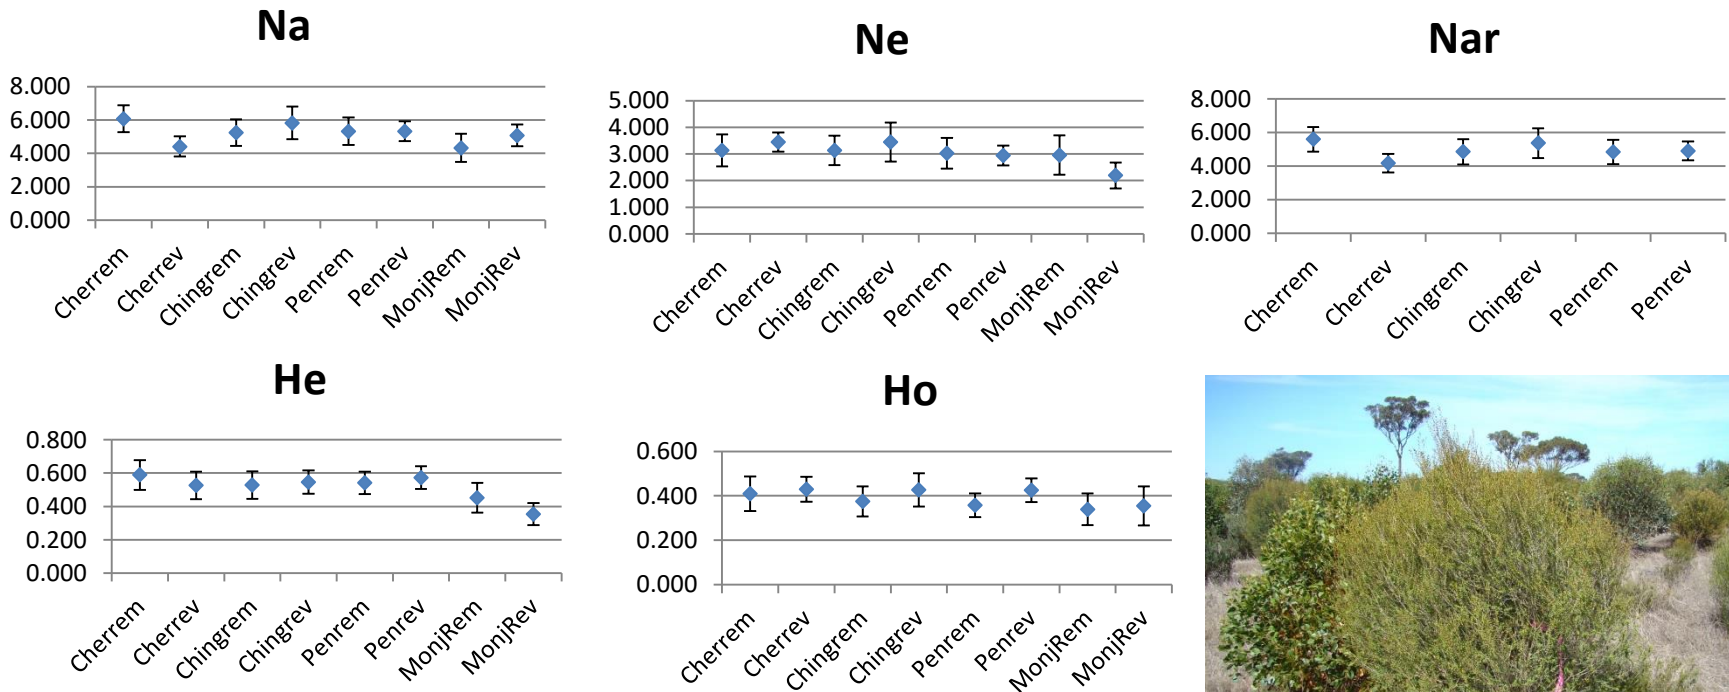 Na
8.000
6.000
4.000
2.000
0.000
Cherrem
Cherrev
Chingrem
Chingrev
Penrem
Penrev
MonjRem
MonjRev
Ne
5.000
4.000
3.000
2.000
1.000
0.000
Cherrem
Cherrev
Chingrem
Chingrev
Penrem
Penrev
MonjRem
MonjRev
Nar
8.000
6.000
4.000
2.000
0.000
Cherrem
Cherrev
Chingrem
Chingrev
Penrem
Penrev
He
0.800
0.600
0.400
0.200
0.000
Cherrem
Cherrev
Chingrem
Chingrev
Penrem
Penrev
MonjRem
MonjRev
Ho
0.600
0.400
0.200
0.000
Cherrem
Cherrev
Chingrem
Chingrev
Penrem
Penrev
MonjRem
MonjRev